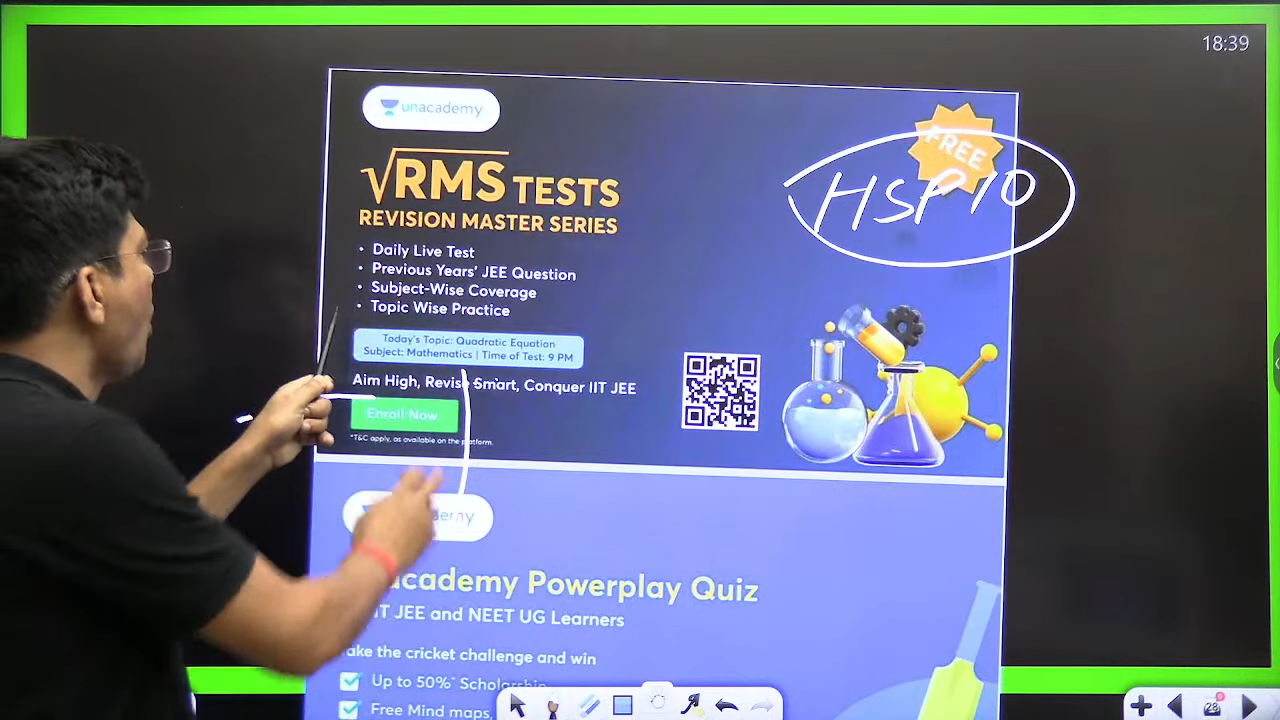 18:39
unacademy
FREE
HSP10
√RMS TESTS
REVISION MASTER SERIES
• Daily Live Test
• Previous Years' JEE Question
• Subject-Wise Coverage
• Topic Wise Practice
Today's Topic: Quadratic Equation
Subject: Mathematics | Time of Test: 9 PM
Aim High, Revise Smart, Conquer IIT JEE
Enroll Now
*T&C apply, as available on the platform.
Powerplay Quiz
JEE and NEET UG Learners
the cricket challenge and win
Up to 50%*
Free Mind maps,
28